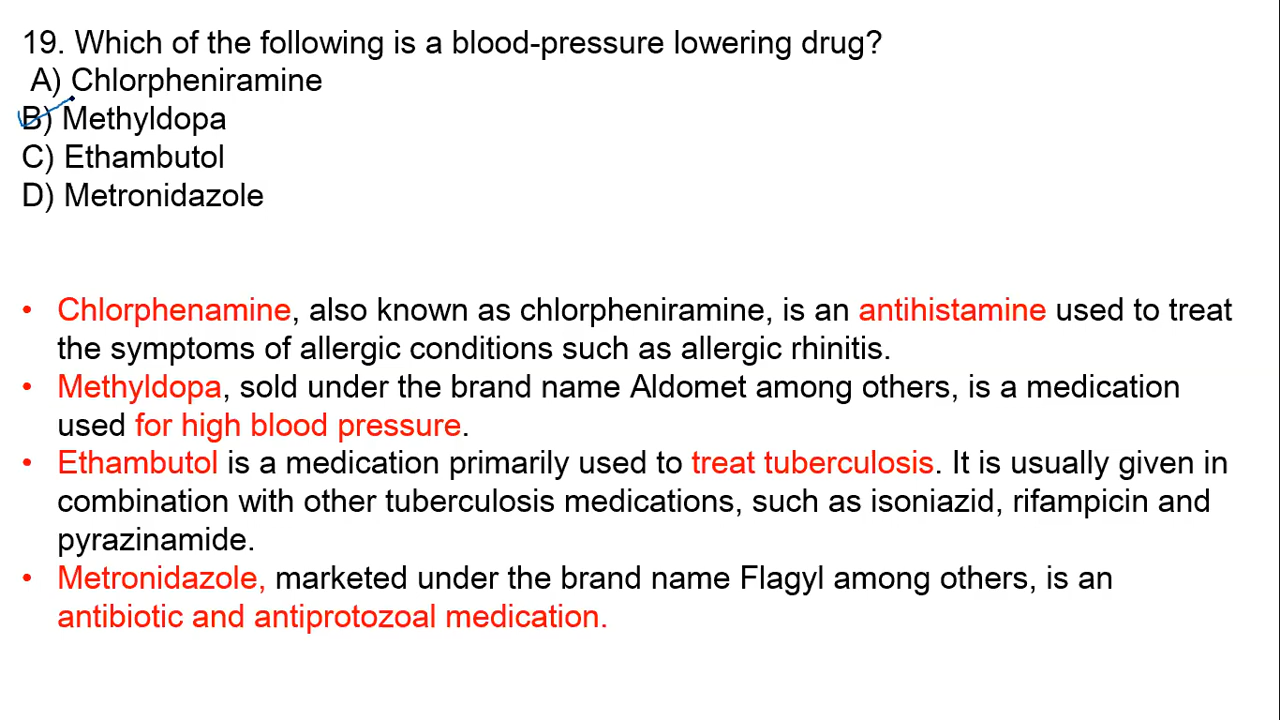 19. Which of the following is a blood-pressure lowering drug?
A) Chlorpheniramine
B) Methyldopa
C) Ethambutol
D) Metronidazole
• Chlorphenamine, also known as chlorpheniramine, is an antihistamine used to treat
the symptoms of allergic conditions such as allergic rhinitis.
• Methyldopa, sold under the brand name Aldomet among others, is a medication
used for high blood pressure.
• Ethambutol is a medication primarily used to treat tuberculosis. It is usually given in
combination with other tuberculosis medications, such as isoniazid, rifampicin and
pyrazinamide.
• Metronidazole, marketed under the brand name Flagyl among others, is an
antibiotic and antiprotozoal medication.